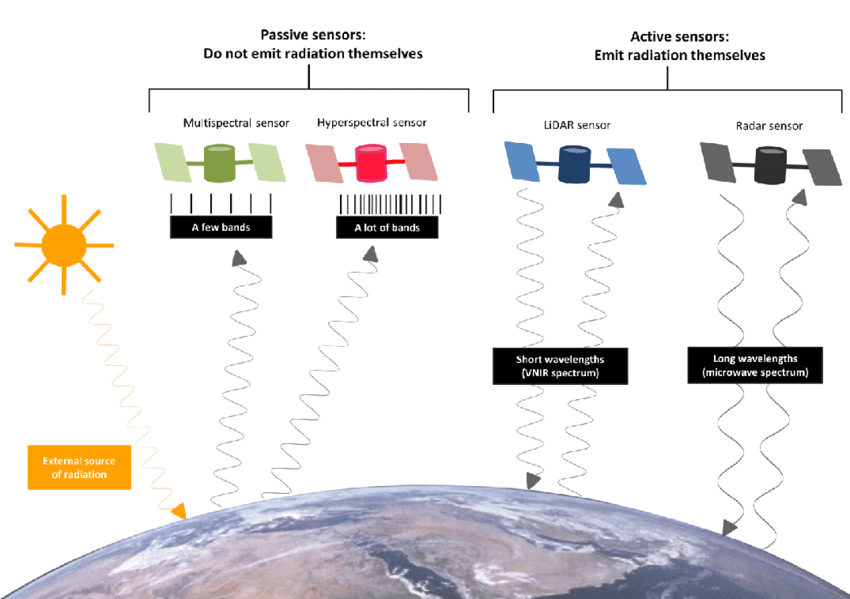 Passive sensors:
Do not emit radiation themselves
Active sensors:
Emit radiation themselves
Multispectral sensor
Hyperspectral sensor
LiDAR sensor
Radar sensor
A few bands
A lot of bands
Short wavelengths
(VNIR spectrum)
Long wavelengths
(microwave spectrum)
External source
of radiation